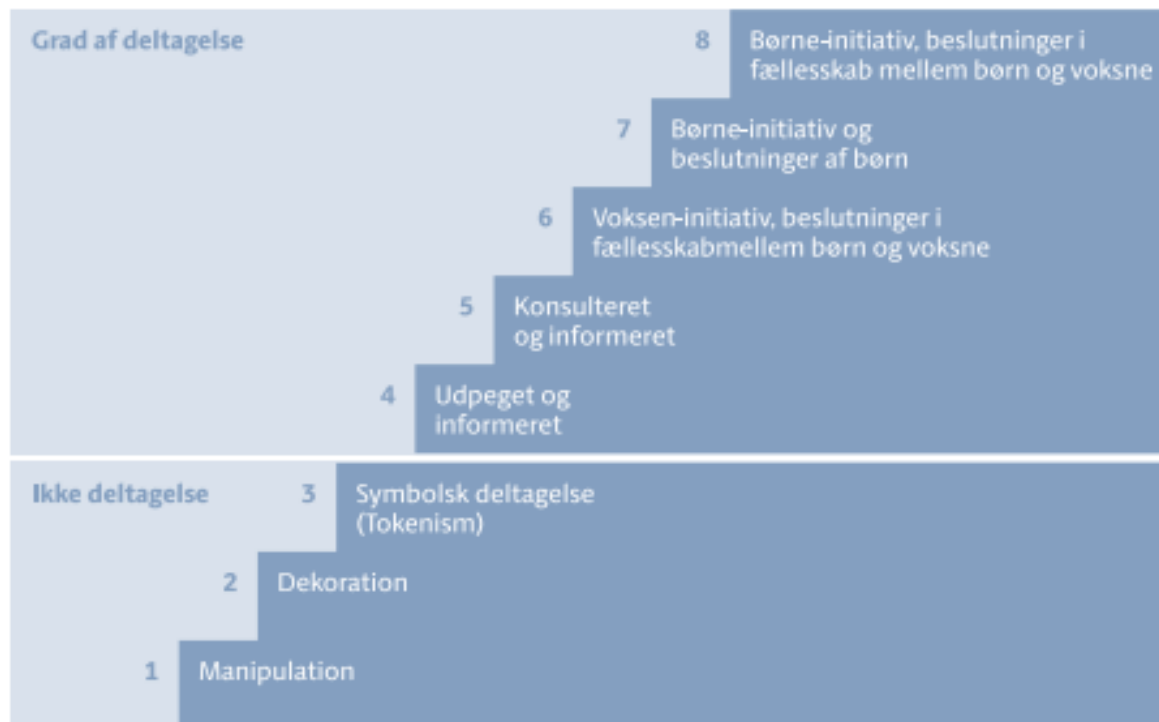 Grad af deltagelse
8
Børne-initiativ, beslutninger i
fællesskab mellem børn og voksne
7
Børne-initiativ og
beslutninger af børn
6
Voksen-initiativ, beslutninger i
fællesskabmellem børn og voksne
5
Konsulteret
og informeret
4
Udpeget og
informeret
Ikke deltagelse
3
Symbolsk deltagelse
(Tokenism)
2
Dekoration
1
Manipulation